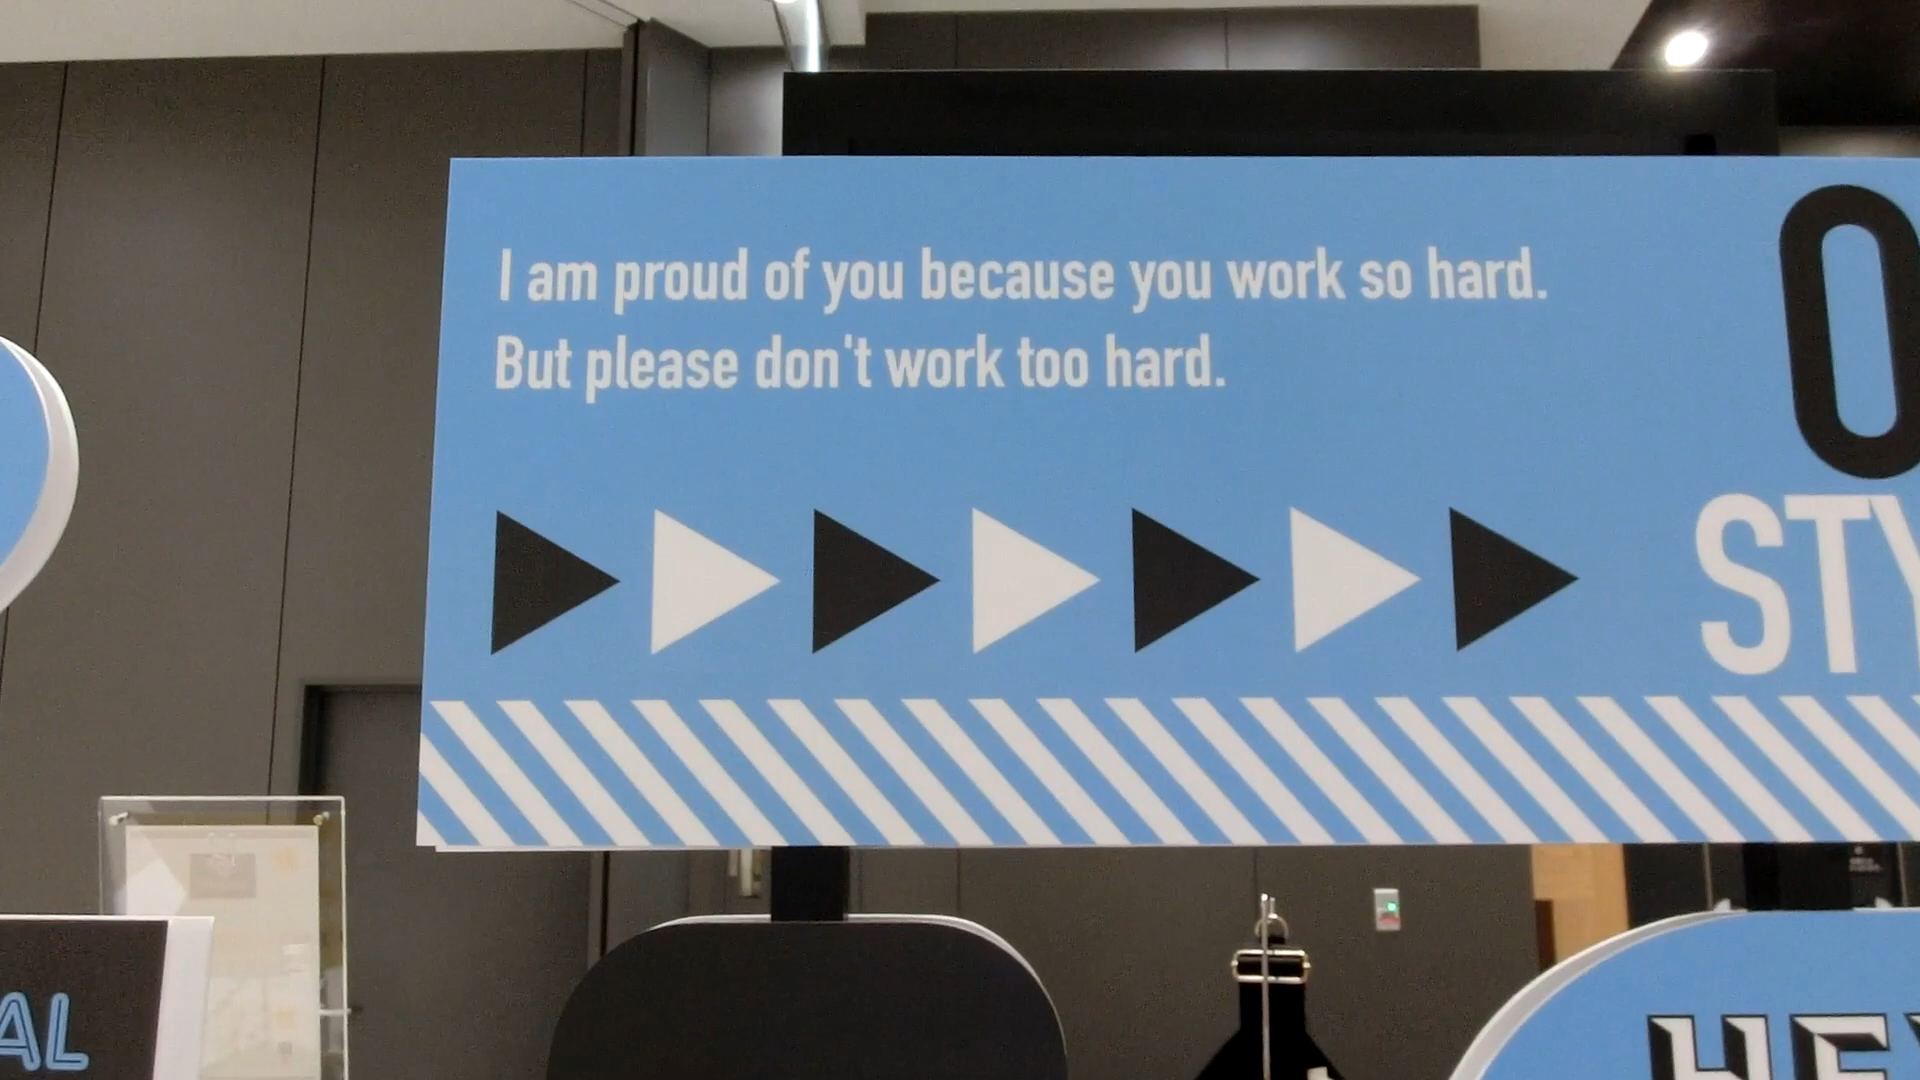 I am proud of you because you work so hard.
But please don't work too hard.